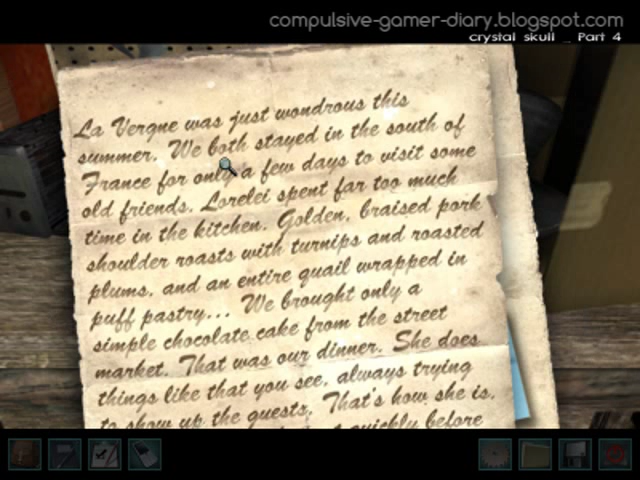 compulsive-gamer-diary.blogspot.com
crystal skull _ Part 4
La Vergne was just wondrous this
summer. We both stayed in the south of
France for only a few days to visit some
old friends. Lorelei spent far too much
time in the kitchen. Golden, braised pork
shoulder roasts with turnips and roasted
plums, and an entire quail wrapped in
puff pastry... We brought only a
simple chocolate cake from the street
market. That was our dinner. She does
things like that you see, always trying
to show up the guests. That's how she is,
quickly before